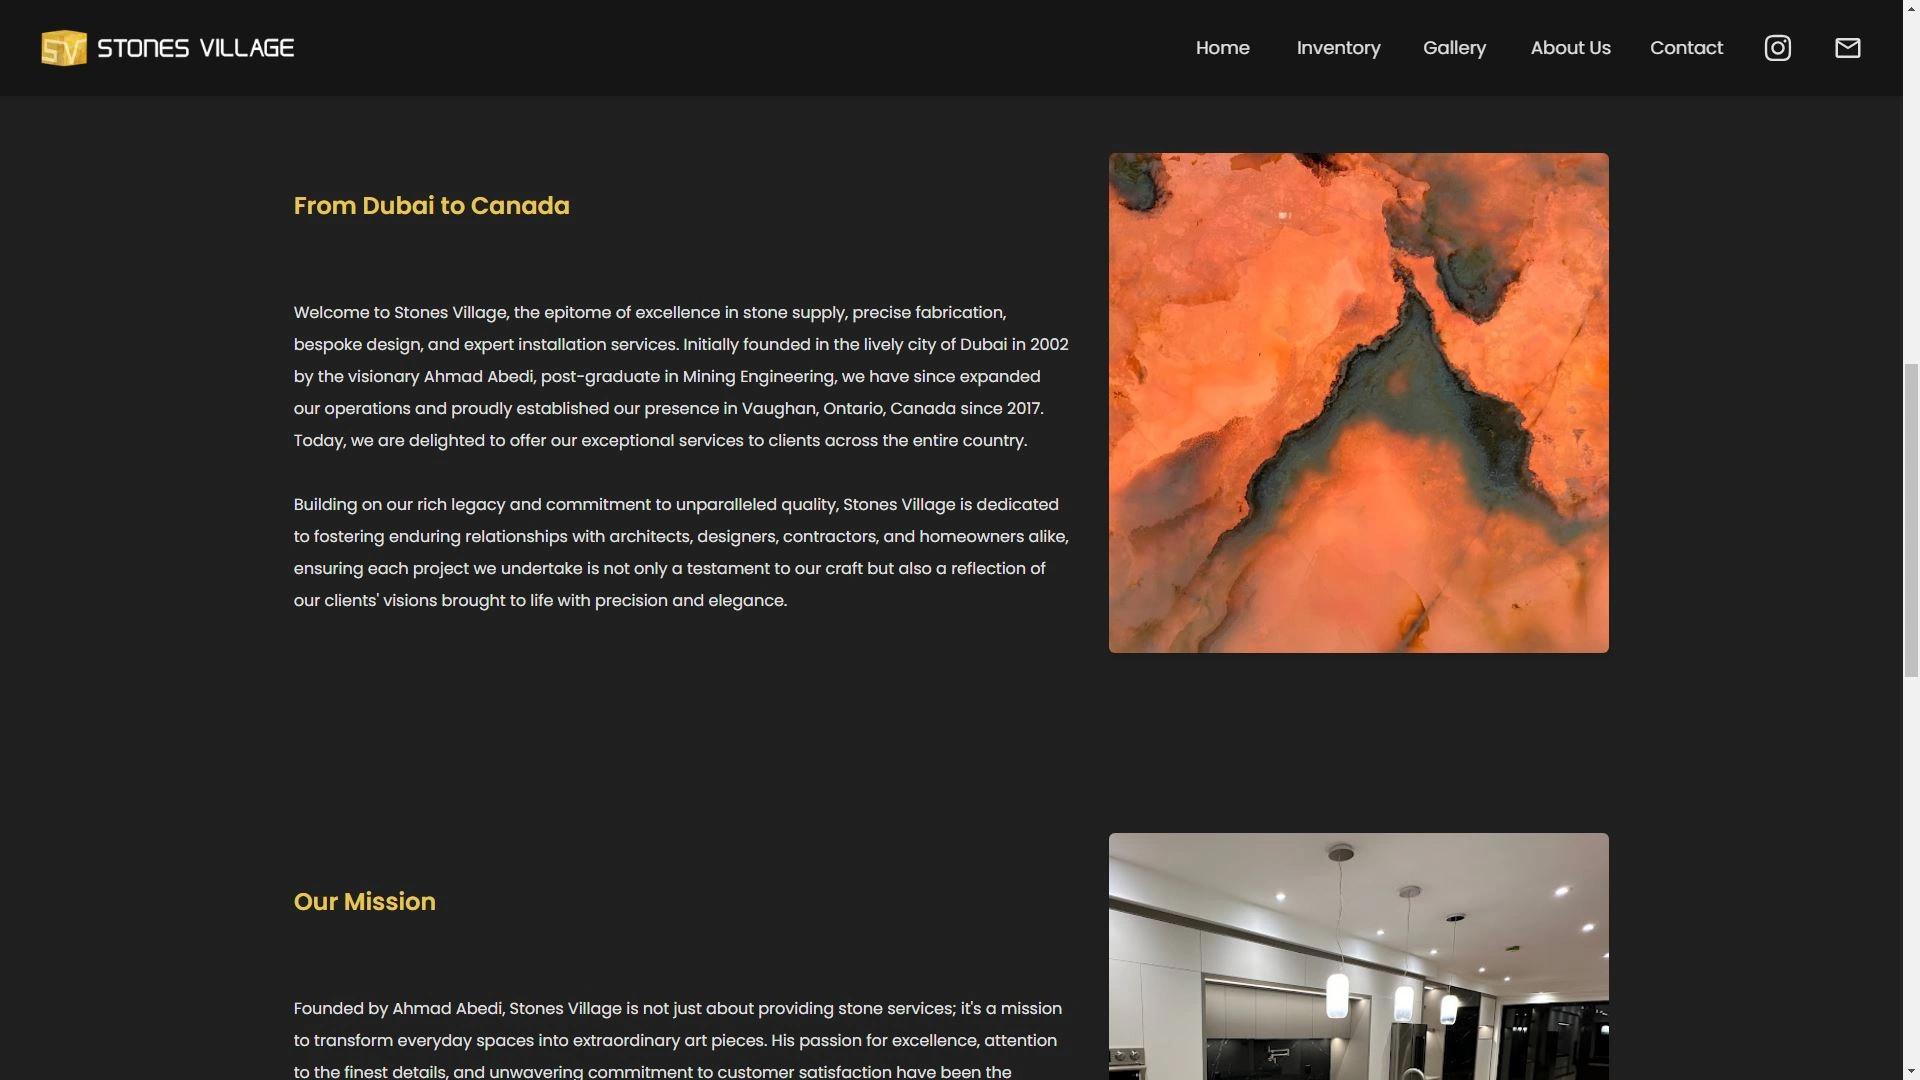 SV STONES VILLAGE
Home Inventory Gallery About Us Contact
From Dubai to Canada
Welcome to Stones Village, the epitome of excellence in stone supply, precise fabrication,
bespoke design, and expert installation services. Initially founded in the lively city of Dubai in 2002
by the visionary Ahmad Abedi, post-graduate in Mining Engineering, we have since expanded
our operations and proudly established our presence in Vaughan, Ontario, Canada since 2017.
Today, we are delighted to offer our exceptional services to clients across the entire country.
Building on our rich legacy and commitment to unparalleled quality, Stones Village is dedicated
to fostering enduring relationships with architects, designers, contractors, and homeowners alike,
ensuring each project we undertake is not only a testament to our craft but also a reflection of
our clients' visions brought to life with precision and elegance.
Our Mission
Founded by Ahmad Abedi, Stones Village is not just about providing stone services; it's a mission
to transform everyday spaces into extraordinary art pieces. His passion for excellence, attention
to the finest details, and unwavering commitment to customer satisfaction have been the